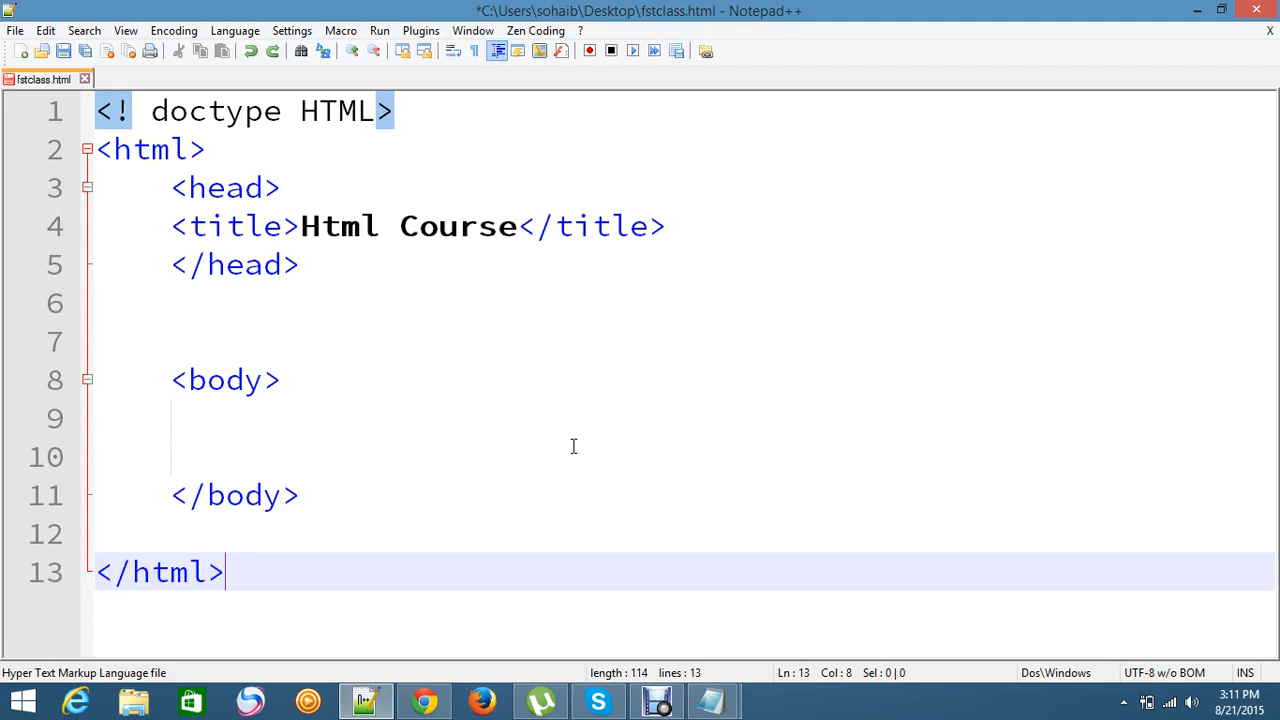 *C:\Users\sohaib\Desktop\fstclass.html - Notepad++
File Edit Search View Encoding Language Settings Macro Run Plugins Window Zen Coding ? X
fstclass.html
1 <! doctype HTML>
2 <html>
3 <head>
4 <title>Html Course</title>
5 </head>
6
7
8 <body>
9
10
11 </body>
12
13 </html>
Hyper Text Markup Language file length : 114 lines : 13 Ln : 13 Col : 8 Sel : 0 | 0 Dos\Windows UTF-8 w/o BOM INS
3:11 PM
8/21/2015